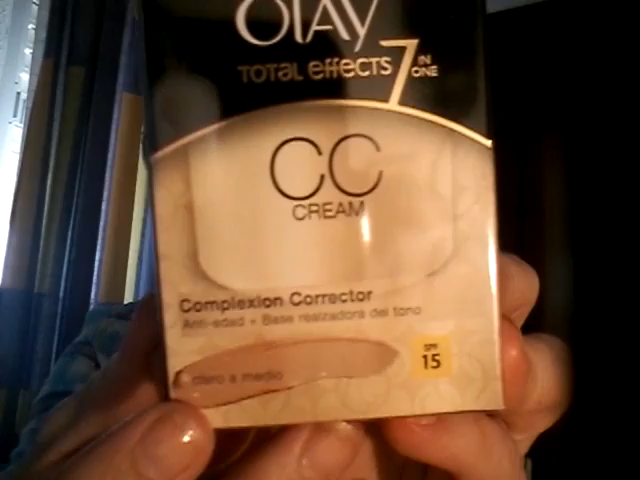 OLAY
TOTAL effects 7 IN ONE
CC
CREAM
Complexion Corrector
Anti-edad + Base realzadora del tono
claro a medio
SPF
15